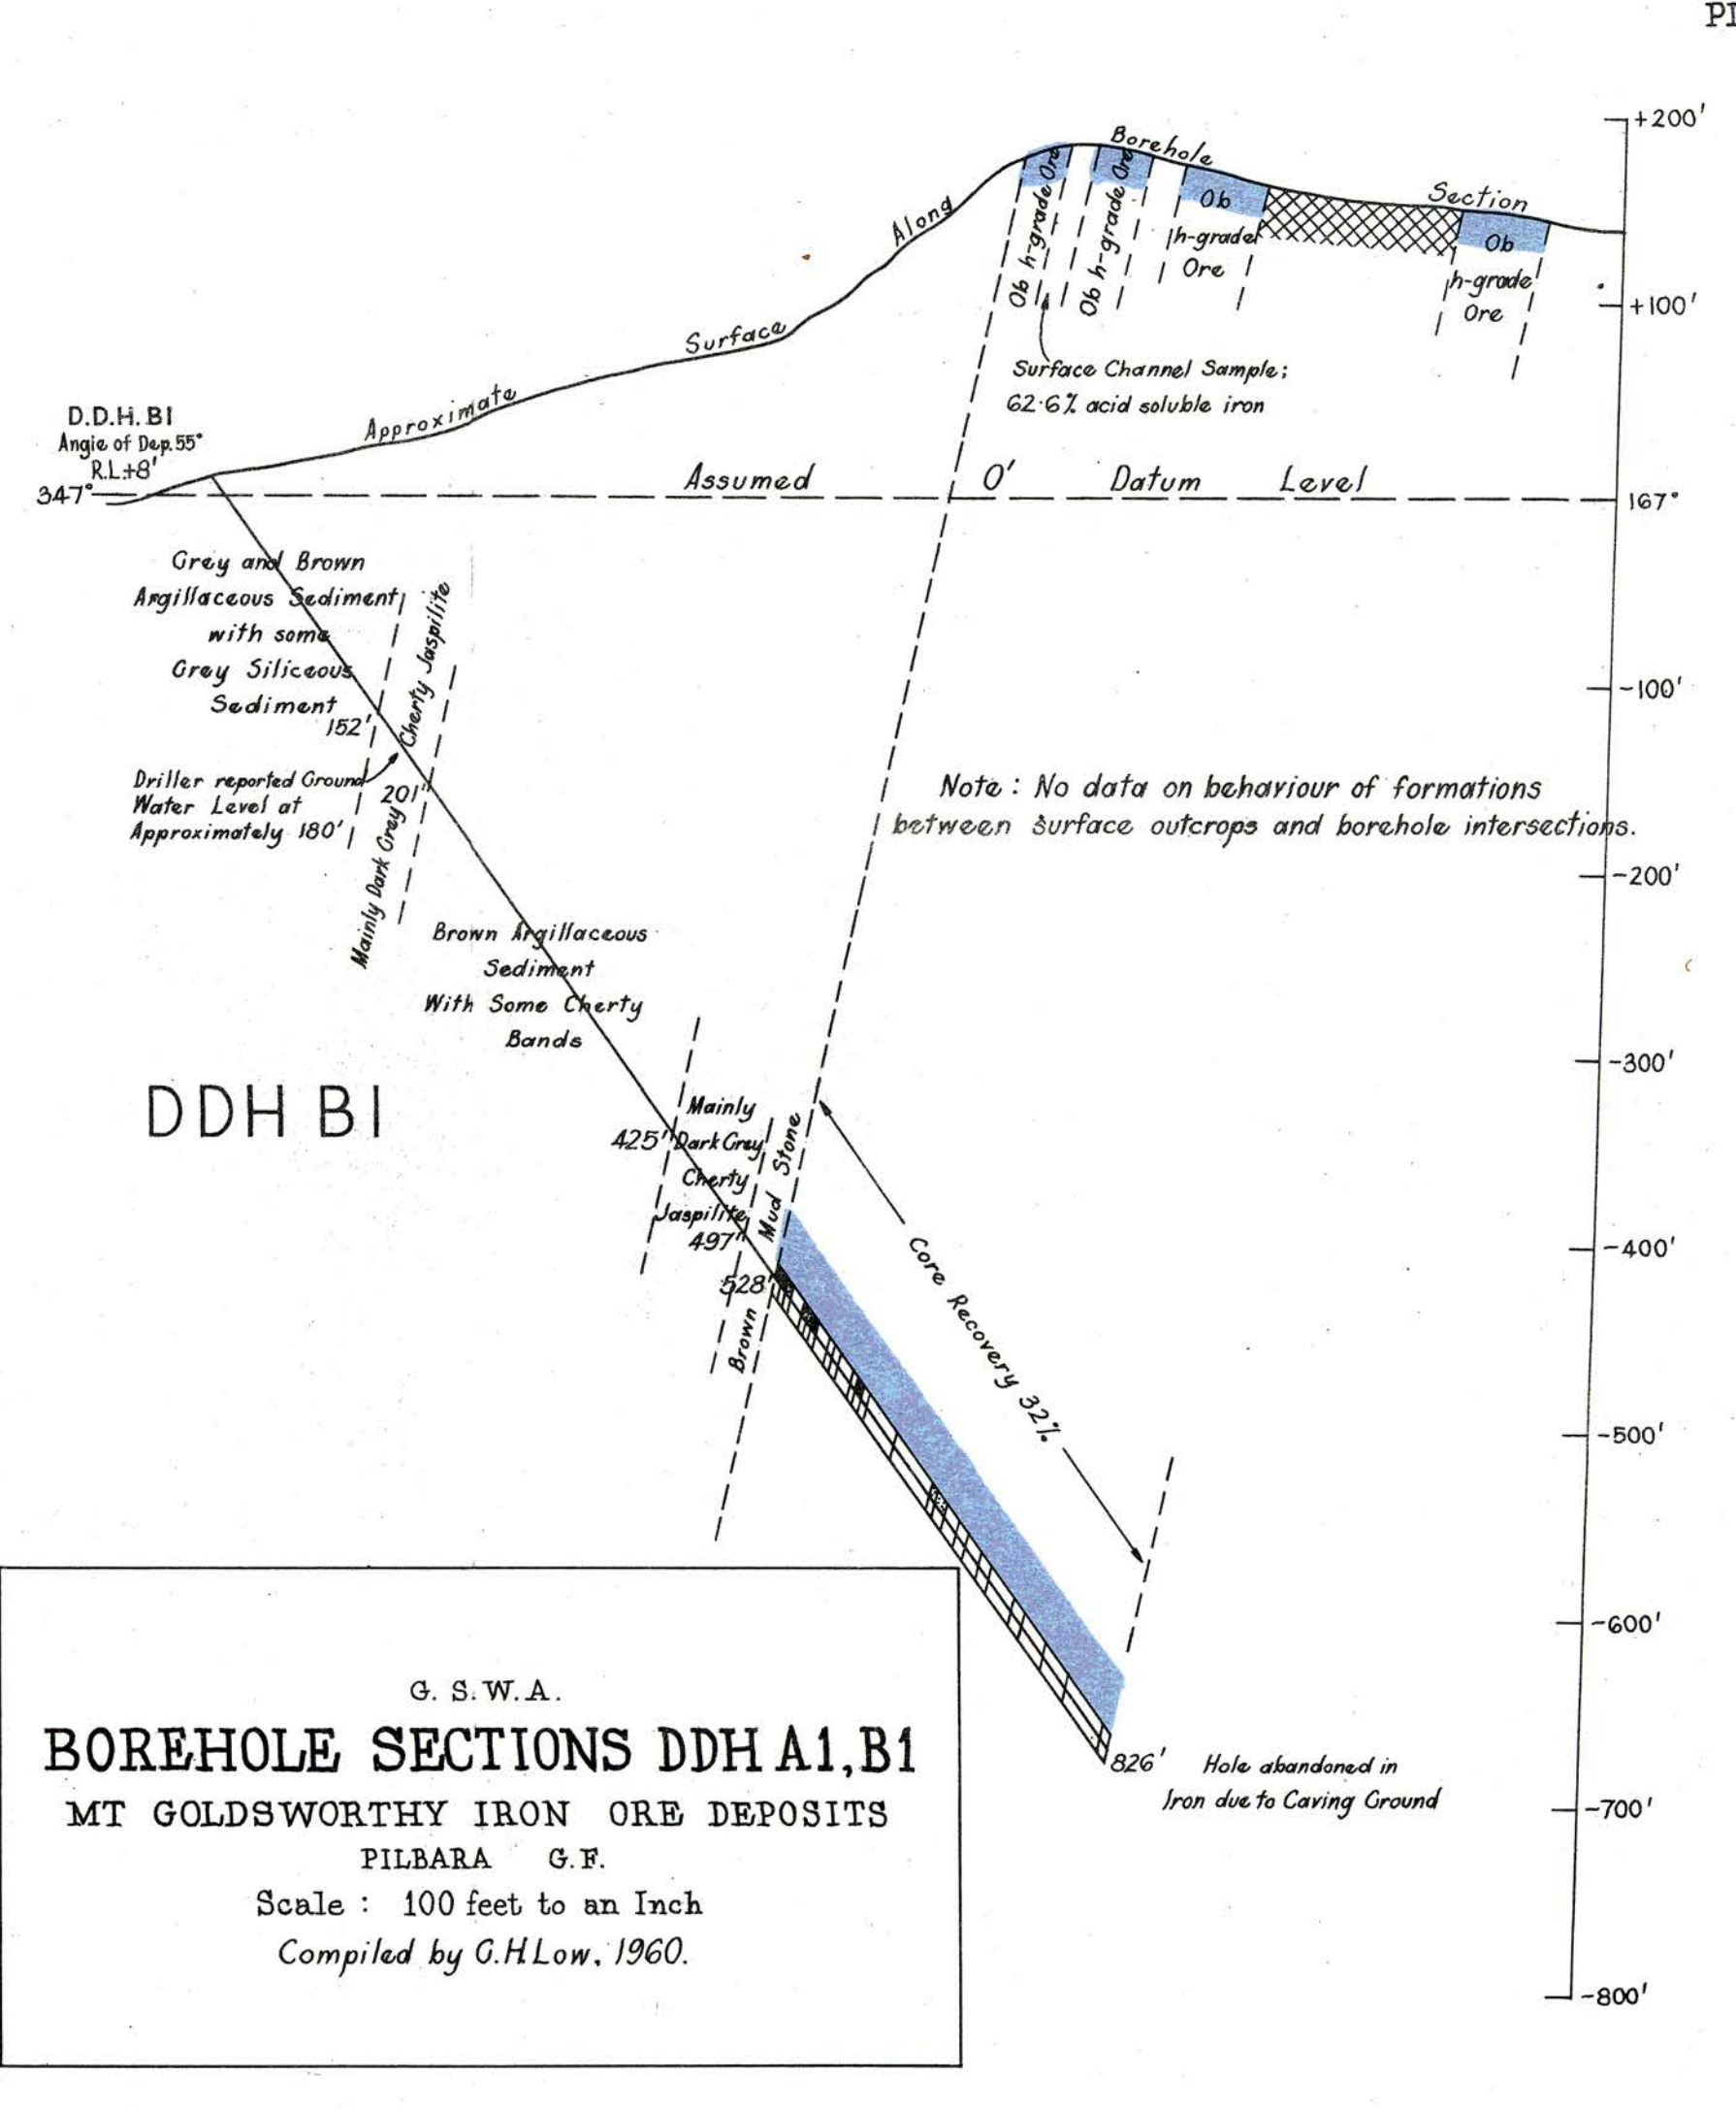 +200'
Borehole
Section
Along
Surface
Approximate
Ob h-grade Ore
Ob h-grade Ore
Ob
h-grade
Ore
Ob
h-grade
Ore
+100'
Surface Channel Sample;
62·6% acid soluble iron
D.D.H. B1
Angle of Dep. 55°
R.L.+8'
347°
Assumed 0' Datum Level
167°
Grey and Brown
Argillaceous Sediment
with some
Grey Siliceous
Sediment
152'
Mainly Dark Grey Cherty Jaspilite
-100'
Driller reported Ground
Water Level at
Approximately 180'
201'
Note: No data on behaviour of formations
between surface outcrops and borehole intersections.
-200'
Brown Argillaceous
Sediment
With Some Cherty
Bands
-300'
DDH B1
425'
Mainly
Dark Grey
Cherty
Jaspilite
497'
Brown Mud Stone
528'
-400'
Core Recovery 32%
-500'
-600'
826'
Hole abandoned in
Iron due to Caving Ground
-700'
-800'
G. S. W. A.
BOREHOLE SECTIONS DDH A1, B1
MT GOLDSWORTHY IRON ORE DEPOSITS
PILBARA G. F.
Scale : 100 feet to an Inch
Compiled by G.H.Low, 1960.